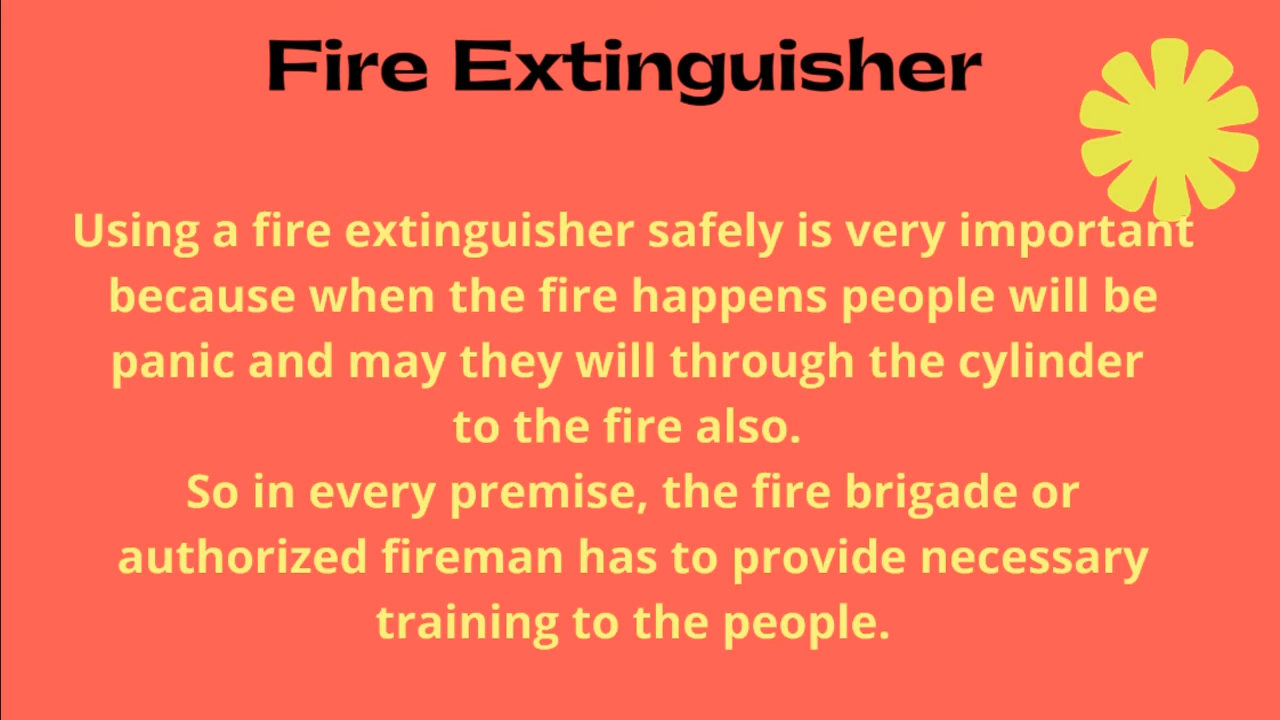 Fire Extinguisher
Using a fire extinguisher safely is very important
because when the fire happens people will be
panic and may they will through the cylinder
to the fire also.
So in every premise, the fire brigade or
authorized fireman has to provide necessary
training to the people.